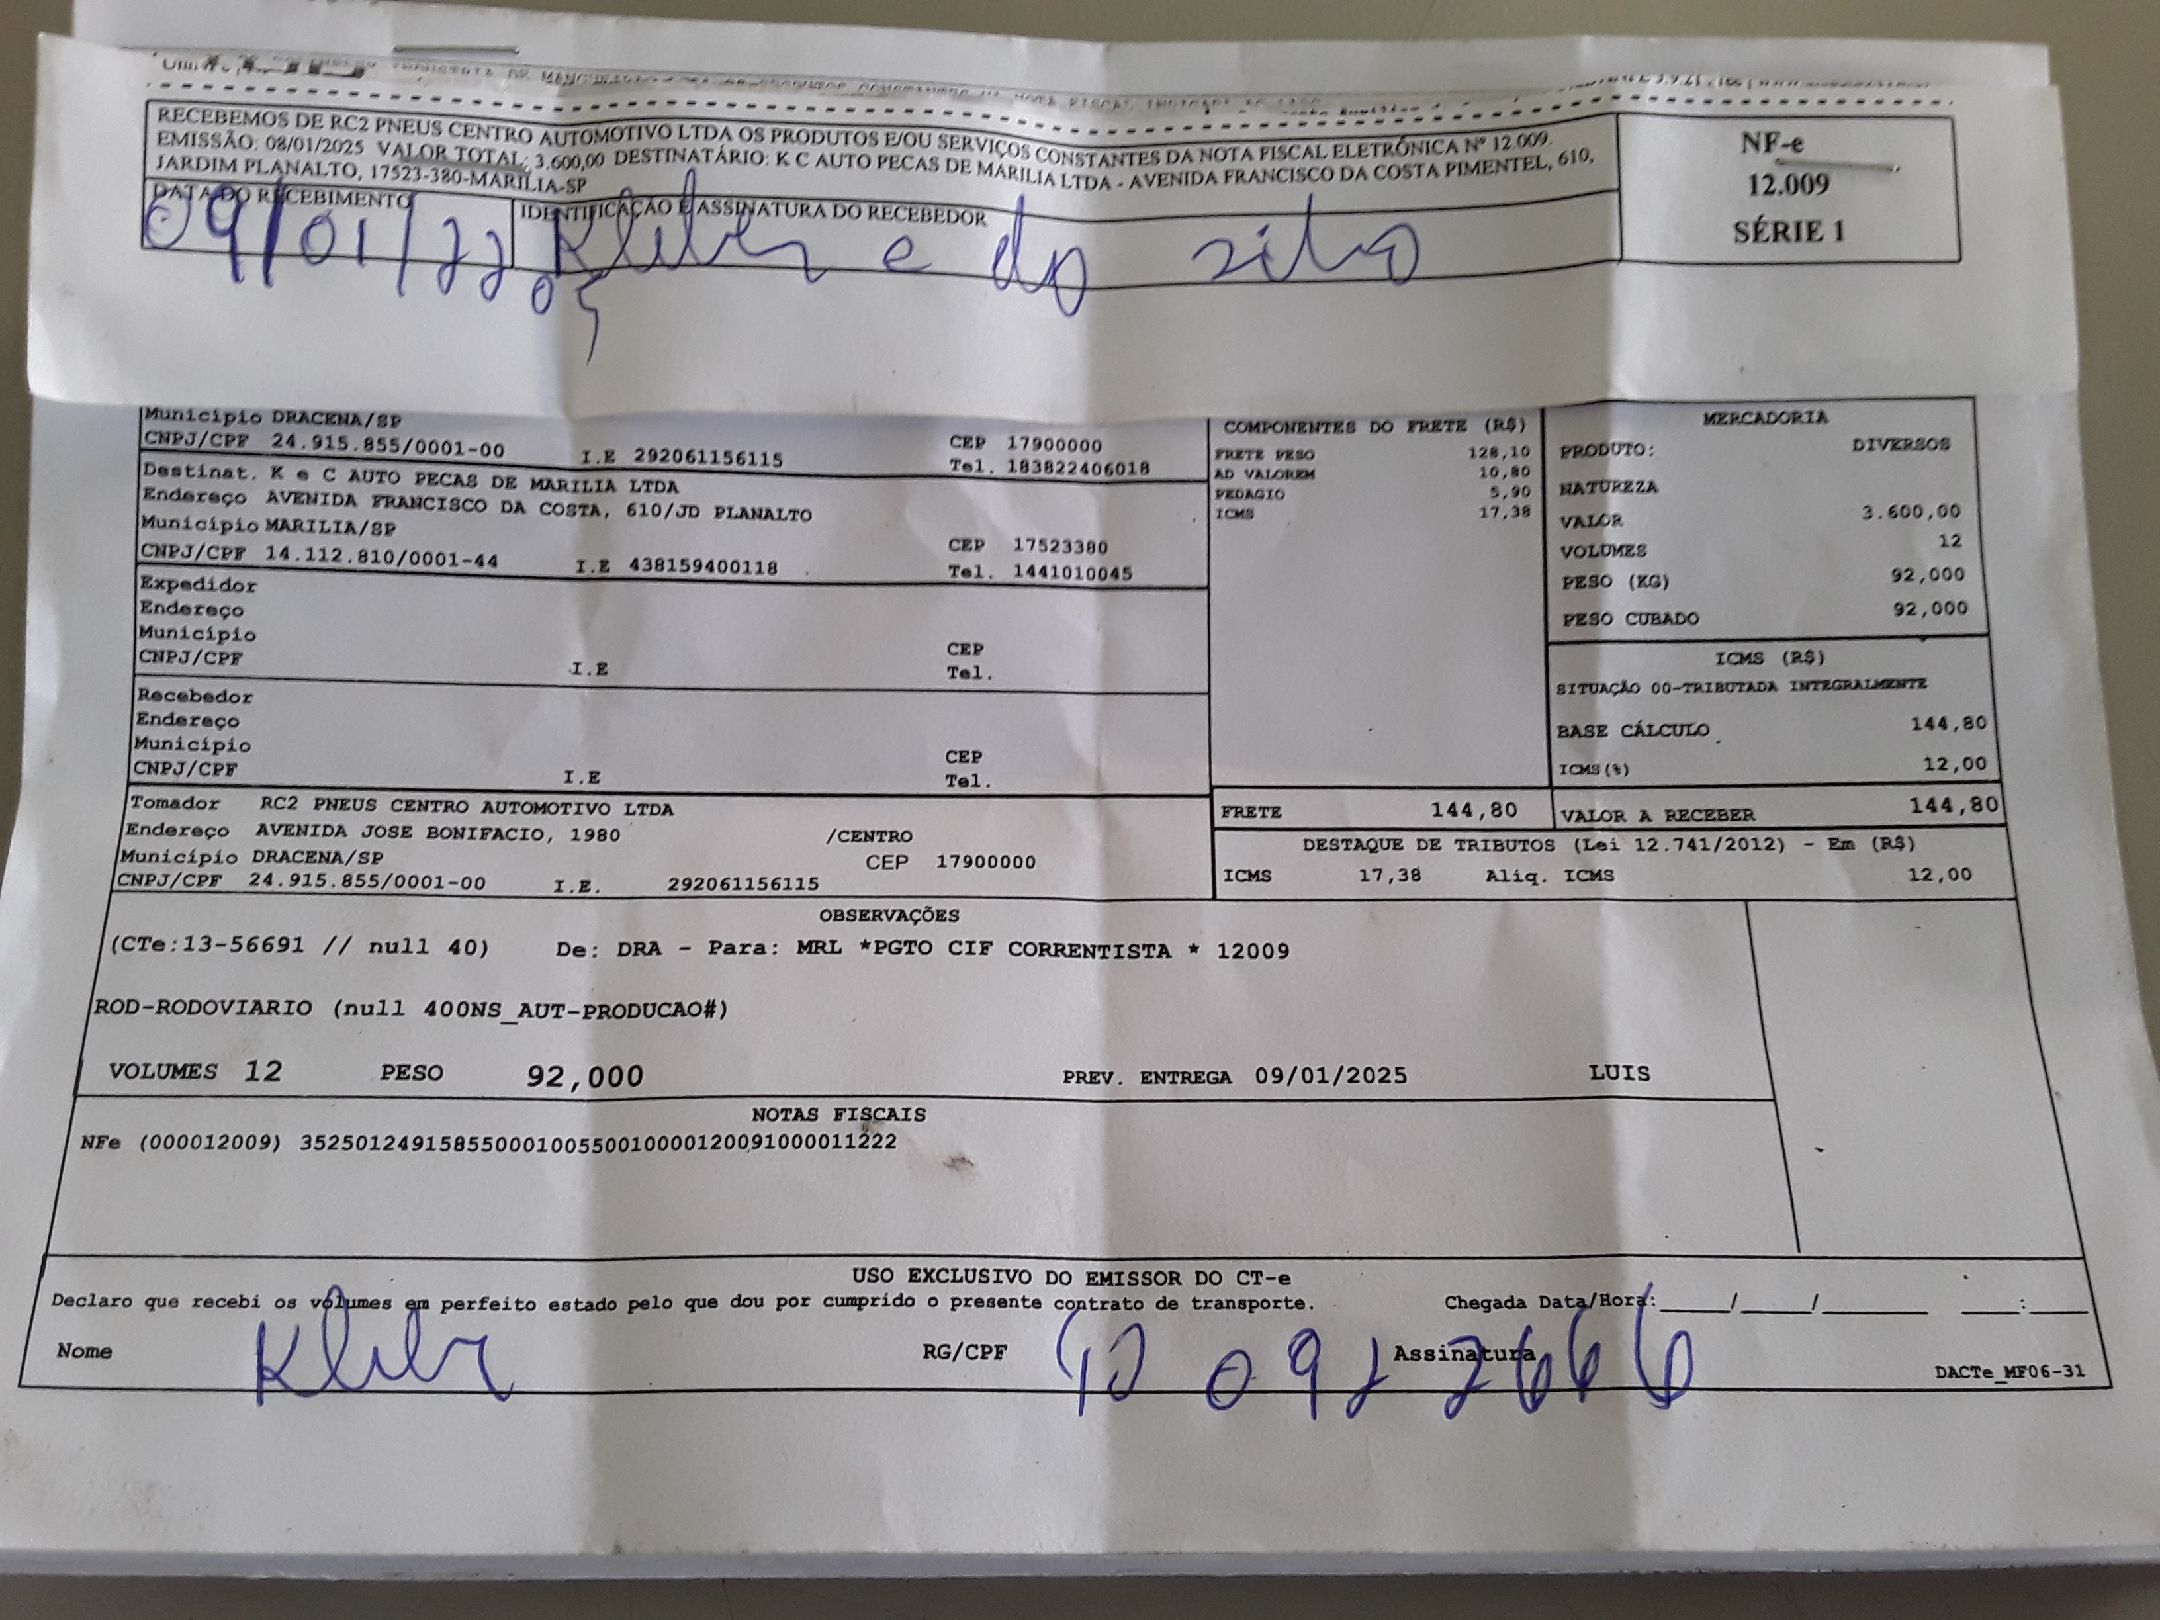 RECEBEMOS DE RC2 PNEUS CENTRO AUTOMOTIVO LTDA OS PRODUTOS E/OU SERVIÇOS CONSTANTES DA NOTA FISCAL ELETRÔNICA Nº 12.009.
EMISSÃO: 08/01/2025 VALOR TOTAL: 3.600,00 DESTINATÁRIO: K C AUTO PECAS DE MARILIA LTDA - AVENIDA FRANCISCO DA COSTA PIMENTEL, 610,
JARDIM PLANALTO, 17523-380-MARILIA-SP
NF-e
12.009
SÉRIE 1
DATA DO RECEBIMENTO
IDENTIFICAÇÃO E ASSINATURA DO RECEBEDOR
09/01/22 Kleber e do silva
05
Município DRACENA/SP
CNPJ/CPF 24.915.855/0001-00 I.E 292061156115 CEP 17900000
Tel. 183822406018
Destinat. K e C AUTO PECAS DE MARILIA LTDA
Endereço AVENIDA FRANCISCO DA COSTA, 610/JD PLANALTO
Município MARILIA/SP CEP 17523380
CNPJ/CPF 14.112.810/0001-44 I.E 438159400118 Tel. 1441010045
Expedidor
Endereço
Município CEP
CNPJ/CPF I.E Tel.
Recebedor
Endereço
Município CEP
CNPJ/CPF I.E Tel.
Tomador RC2 PNEUS CENTRO AUTOMOTIVO LTDA
Endereço AVENIDA JOSE BONIFACIO, 1980 /CENTRO
Município DRACENA/SP CEP 17900000
CNPJ/CPF 24.915.855/0001-00 I.E. 292061156115
COMPONENTES DO FRETE (R$)
FRETE PESO 128,10
AD VALOREM 10,80
PEDAGIO 5,90
ICMS 17,38
FRETE 144,80
MERCADORIA
PRODUTO: DIVERSOS
NATUREZA
VALOR 3.600,00
VOLUMES 12
PESO (KG) 92,000
PESO CUBADO 92,000
ICMS (R$)
SITUAÇÃO 00-TRIBUTADA INTEGRALMENTE
BASE CÁLCULO 144,80
ICMS(%) 12,00
VALOR A RECEBER 144,80
DESTAQUE DE TRIBUTOS (Lei 12.741/2012) - Em (R$)
ICMS 17,38 Aliq. ICMS 12,00
OBSERVAÇÕES
(CTe:13-56691 // null 40) De: DRA - Para: MRL *PGTO CIF CORRENTISTA * 12009
ROD-RODOVIARIO (null 400NS_AUT-PRODUCAO#)
VOLUMES 12 PESO 92,000 PREV. ENTREGA 09/01/2025 LUIS
NOTAS FISCAIS
NFe (000012009) 35250124915855000100550010000120091000011222
USO EXCLUSIVO DO EMISSOR DO CT-e
Declaro que recebi os volumes em perfeito estado pelo que dou por cumprido o presente contrato de transporte. Chegada Data/Hora:____/____/______ ___:___
Nome Kleber RG/CPF Assinatura
DACTe_MF06-31